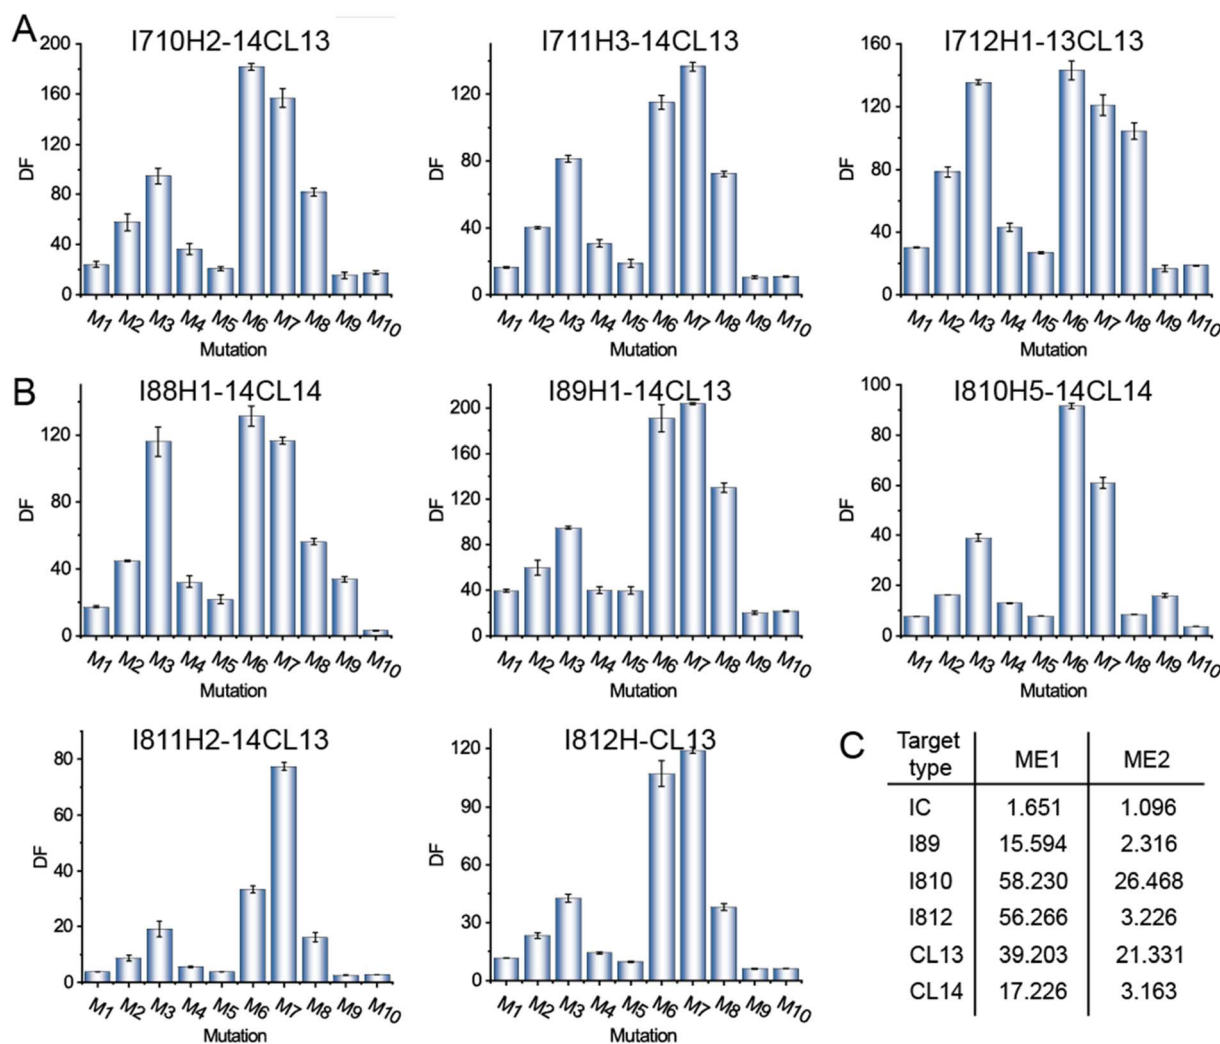 A
I710H2-14CL13
200
160
120
80
40
0
DF
M1 M2 M3 M4 M5 M6 M7 M8 M9 M10
Mutation
I711H3-14CL13
120
80
40
0
DF
M1 M2 M3 M4 M5 M6 M7 M8 M9 M10
Mutation
I712H1-13CL13
160
120
80
40
0
DF
M1 M2 M3 M4 M5 M6 M7 M8 M9 M10
Mutation
B
I88H1-14CL14
120
80
40
0
DF
M1 M2 M3 M4 M5 M6 M7 M8 M9 M10
Mutation
I89H1-14CL13
200
160
120
80
40
0
DF
M1 M2 M3 M4 M5 M6 M7 M8 M9 M10
Mutation
I810H5-14CL14
100
80
60
40
20
0
DF
M1 M2 M3 M4 M5 M6 M7 M8 M9 M10
Mutation
I811H2-14CL13
80
60
40
20
0
DF
M1 M2 M3 M4 M5 M6 M7 M8 M9 M10
Mutation
I812H-CL13
120
90
60
30
0
DF
M1 M2 M3 M4 M5 M6 M7 M8 M9 M10
Mutation
C
Target type ME1 ME2
IC 1.651 1.096
I89 15.594 2.316
I810 58.230 26.468
I812 56.266 3.226
CL13 39.203 21.331
CL14 17.226 3.163